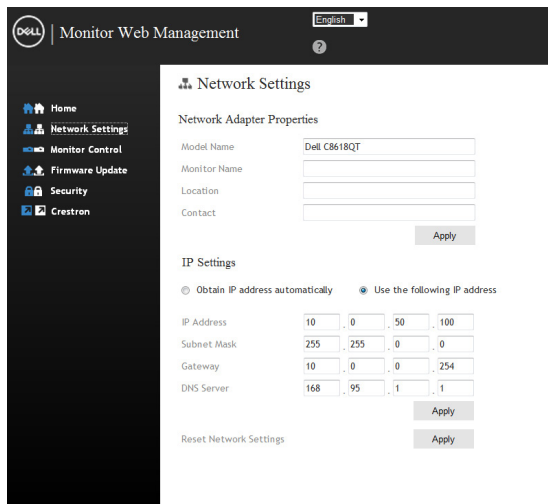 DELL
Monitor Web Management
English
?
Home
Network Settings
Monitor Control
Firmware Update
Security
Crestron
Network Settings
Network Adapter Properties
Model Name Dell C8618QT
Monitor Name
Location
Contact
Apply
IP Settings
Obtain IP address automatically Use the following IP address
IP Address 10 . 0 . 50 . 100
Subnet Mask 255 . 255 . 0 . 0
Gateway 10 . 0 . 0 . 254
DNS Server 168 . 95 . 1 . 1
Apply
Reset Network Settings Apply